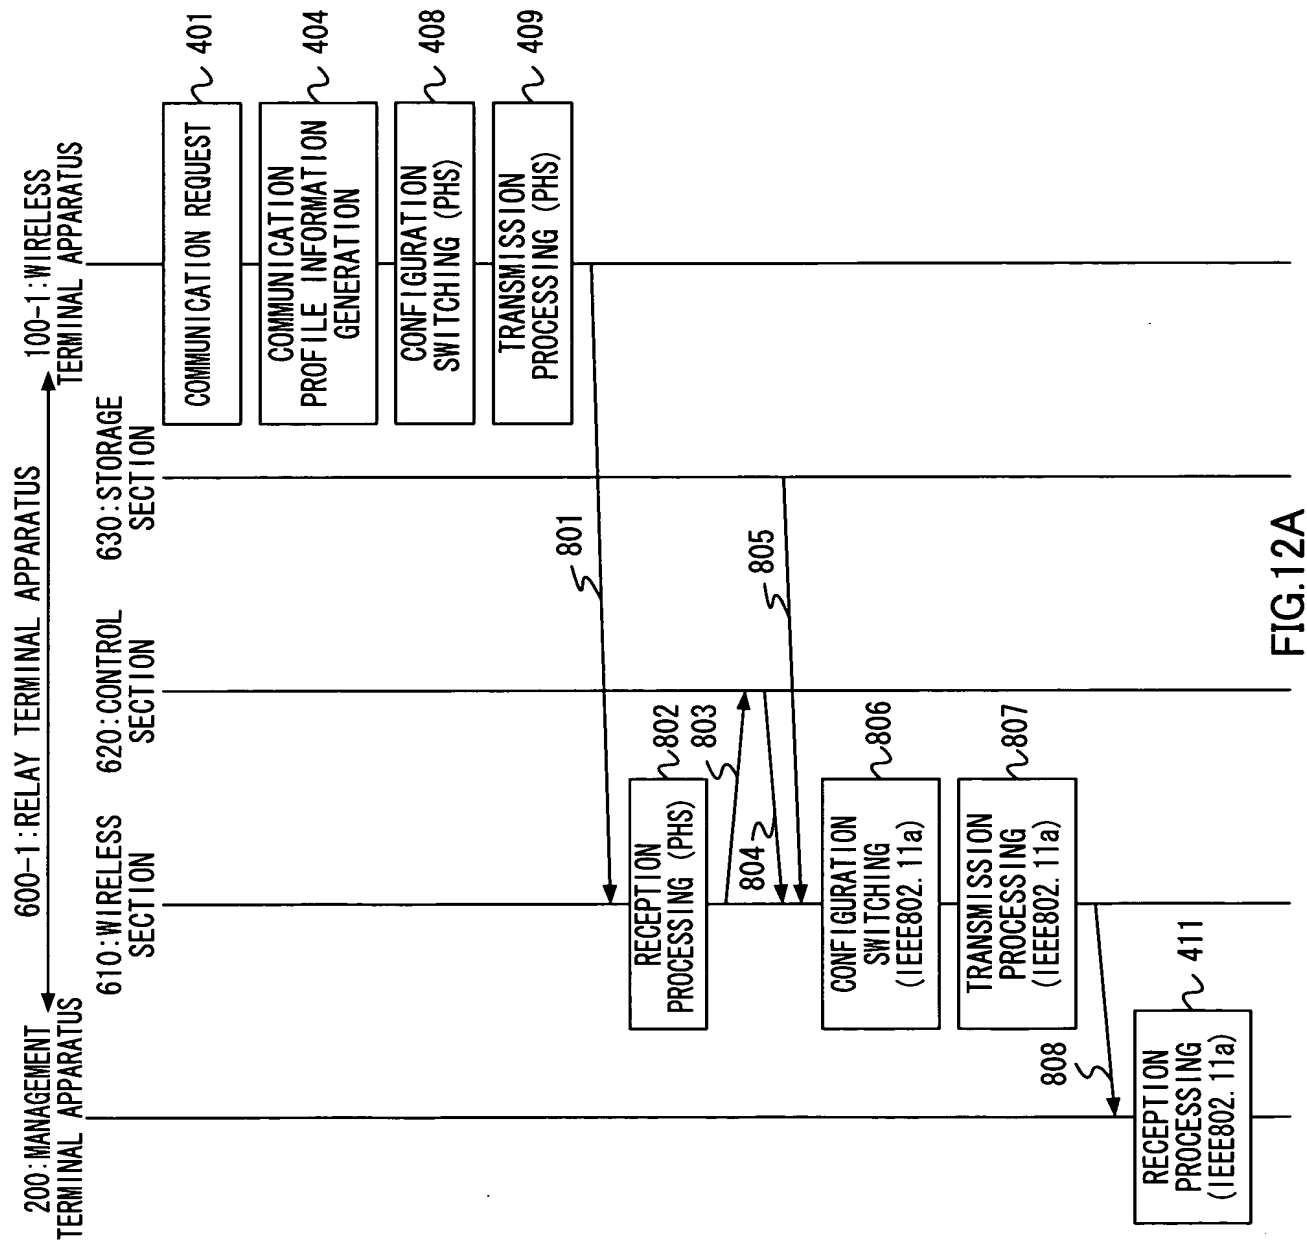 600-1:RELAY TERMINAL APPARATUS
200:MANAGEMENT
TERMINAL APPARATUS
610:WIRELESS
SECTION
620:CONTROL
SECTION
630:STORAGE
SECTION
100-1:WIRELESS
TERMINAL APPARATUS
COMMUNICATION REQUEST
401
COMMUNICATION
PROFILE INFORMATION
GENERATION
404
CONFIGURATION
SWITCHING (PHS)
408
TRANSMISSION
PROCESSING (PHS)
409
801
RECEPTION
PROCESSING (PHS)
802
803
804
805
CONFIGURATION
SWITCHING
(IEEE802.11a)
806
TRANSMISSION
PROCESSING
(IEEE802.11a)
807
808
RECEPTION
PROCESSING
(IEEE802.11a)
411
FIG.12A